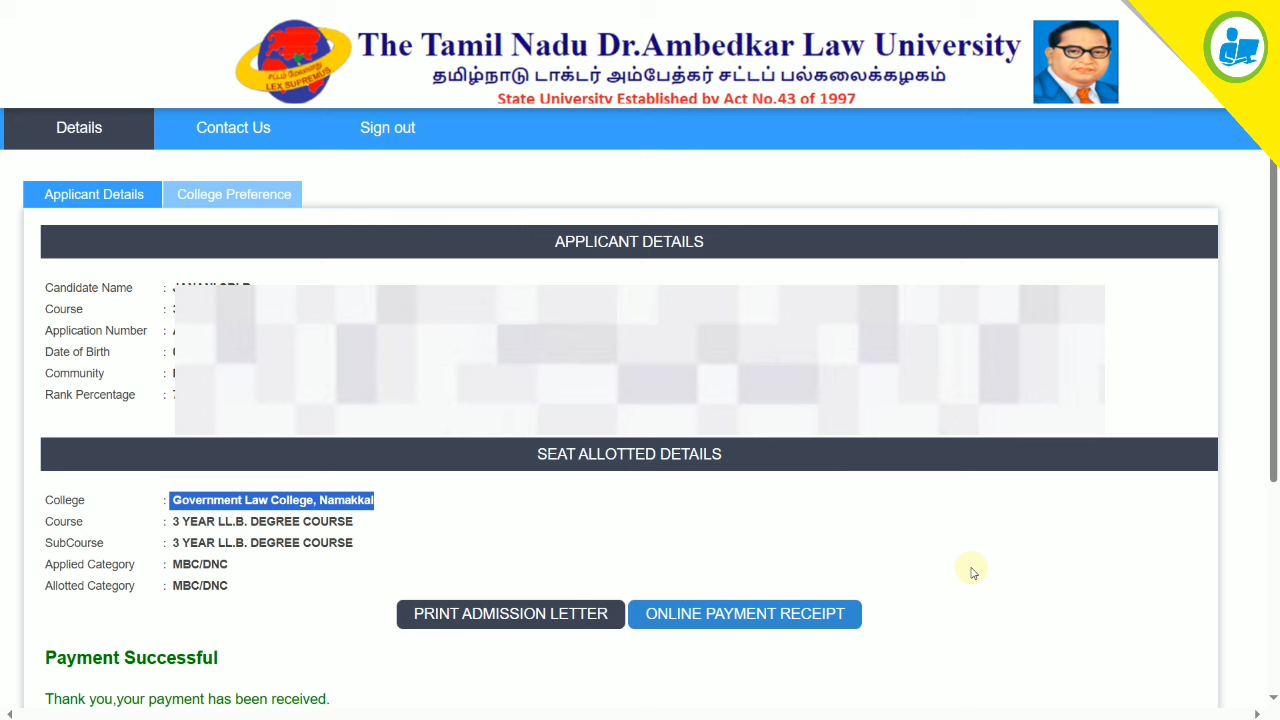 The Tamil Nadu Dr.Ambedkar Law University
தமிழ்நாடு டாக்டர் அம்பேத்கர் சட்டப் பல்கலைக்கழகம்
State University Established by Act No.43 of 1997
LEX SUPREMUS
Details
Contact Us
Sign out
Applicant Details
College Preference
APPLICANT DETAILS
Candidate Name :
Course :
Application Number :
Date of Birth :
Community :
Rank Percentage :
SEAT ALLOTTED DETAILS
College : Government Law College, Namakkal
Course : 3 YEAR LL.B. DEGREE COURSE
SubCourse : 3 YEAR LL.B. DEGREE COURSE
Applied Category : MBC/DNC
Allotted Category : MBC/DNC
PRINT ADMISSION LETTER
ONLINE PAYMENT RECEIPT
Payment Successful
Thank you,your payment has been received.